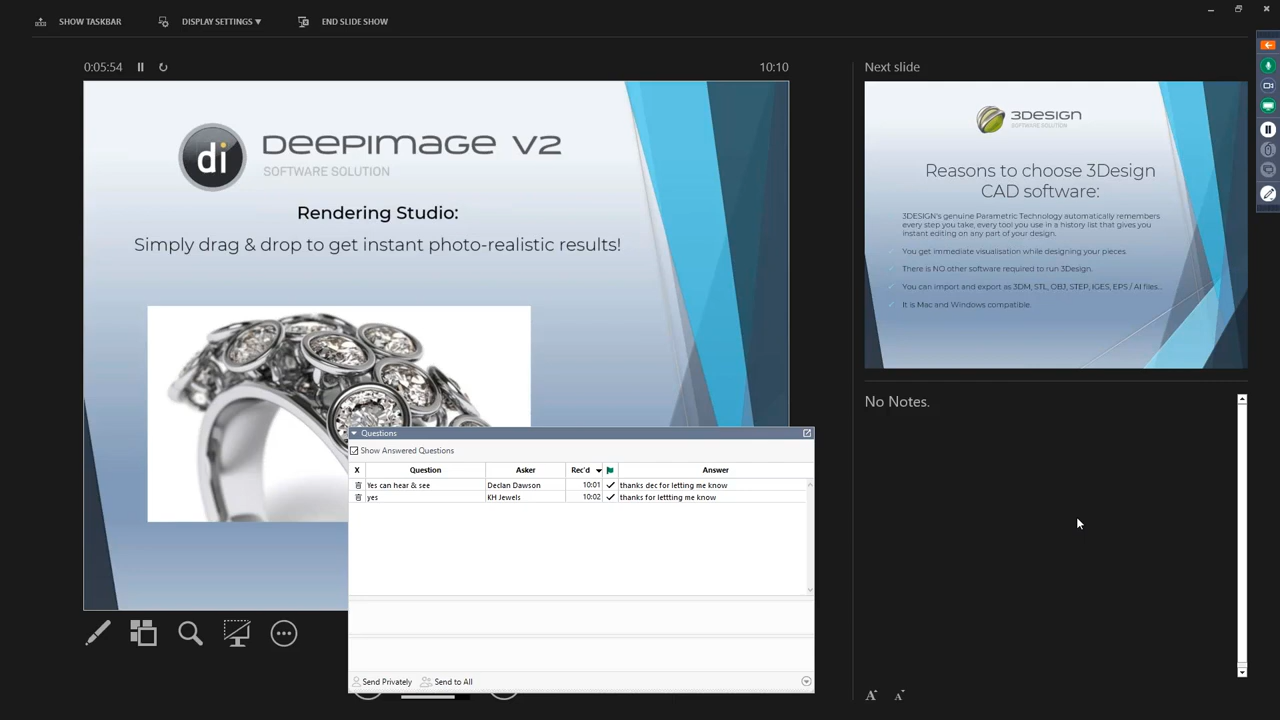 SHOW TASKBAR
DISPLAY SETTINGS ▼
END SLIDE SHOW
0:05:54
10:10
di
DEEPIMAGE V2
SOFTWARE SOLUTION
Rendering Studio:
Simply drag & drop to get instant photo-realistic results!
Next slide
3DESIGN
SOFTWARE SOLUTION
Reasons to choose 3Design
CAD software:
3DESIGN's genuine Parametric Technology automatically remembers
every step you take, every tool you use in a history list that gives you
instant editing on any part of your design.
✓ You get immediate visualisation while designing your pieces.
✓ There is NO other software required to run 3Design.
✓ You can import and export as 3DM, STL, OBJ, STEP, IGES, EPS / AI files...
✓ It is Mac and Windows compatible.
No Notes.
Questions
Show Answered Questions
X Question Asker Rec'd Answer
Yes can hear & see Declan Dawson 10:01 ✓ thanks dec for letting me know
yes KH Jewels 10:02 ✓ thanks for lettting me know
Send Privately Send to All
A A